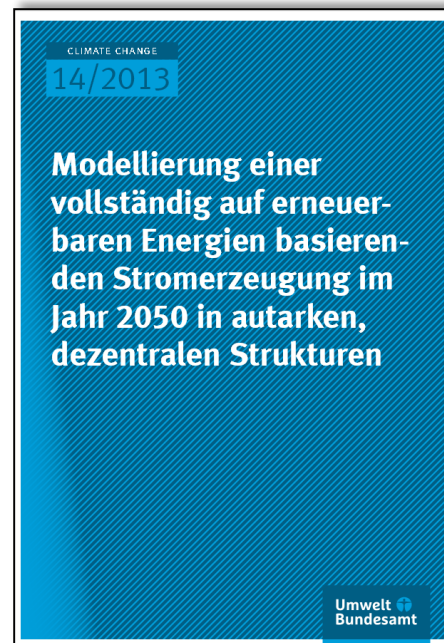 CLIMATE CHANGE
14/2013
Modellierung einer
vollständig auf erneuer-
baren Energien basieren-
den Stromerzeugung im
Jahr 2050 in autarken,
dezentralen Strukturen
Umwelt
Bundesamt